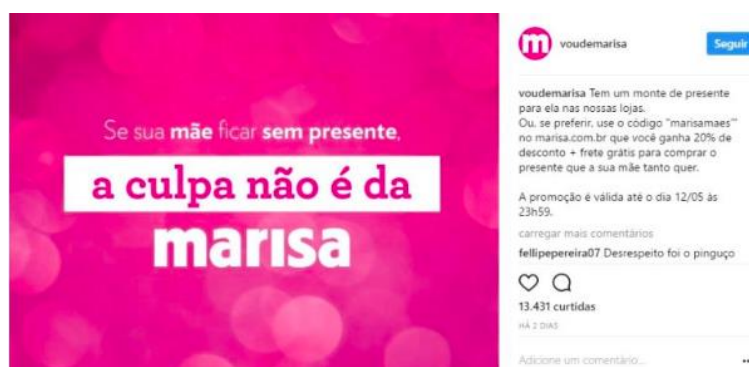 Se sua mãe ficar sem presente,
a culpa não é da
marısa
m
voudemarisa
Seguir
voudemarisa Tem um monte de presente
para ela nas nossas lojas.
Ou, se preferir, use o código "marisamaes""
no marisa.com.br que você ganha 20% de
desconto + frete grátis para comprar o
presente que a sua mãe tanto quer.
A promoção é válida até o dia 12/05 às
23h59.
carregar mais comentários
fellipepereira07 Desrespeito foi o pinguço
13.431 curtidas
HÁ 2 DIAS
Adicione um comentário...